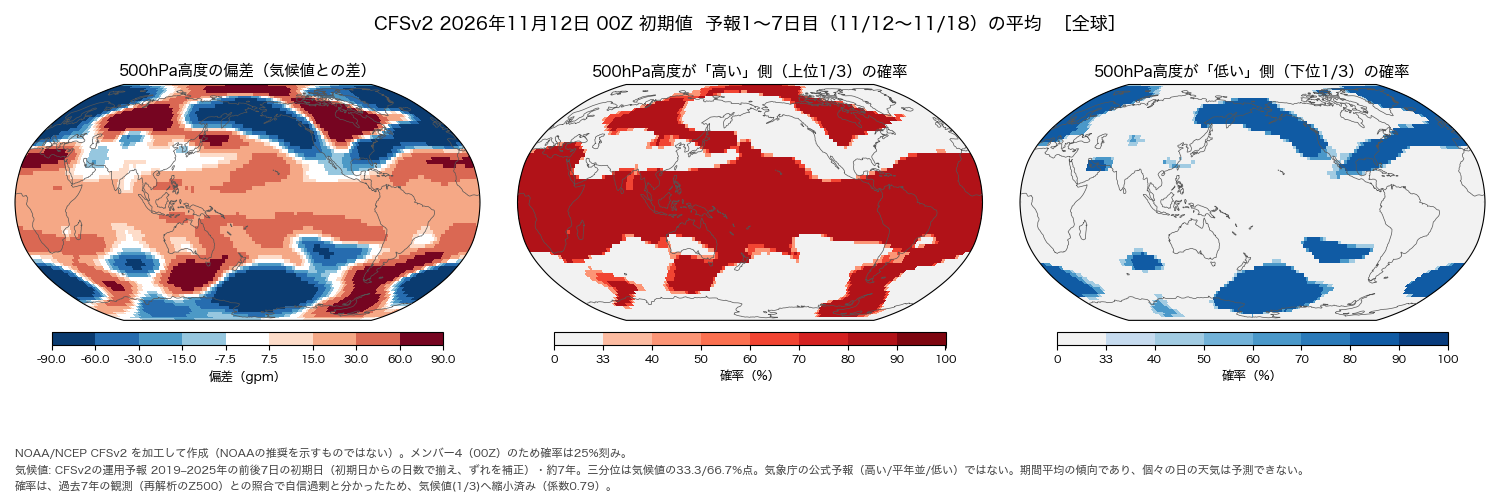 CFSv2 2026年11月12日 00Z 初期値 予報1～7日目（11/12～11/18）の平均 ［全球］
500hPa高度の偏差（気候値との差）
500hPa高度が「高い」側（上位1/3）の確率
500hPa高度が「低い」側（下位1/3）の確率
-90.0 -60.0 -30.0 -15.0 -7.5 7.5 15.0 30.0 60.0 90.0
偏差（gpm）
0 33 40 50 60 70 80 90 100
確率（%）
0 33 40 50 60 70 80 90 100
確率（%）
NOAA/NCEP CFSv2 を加工して作成（NOAAの推奨を示すものではない）。メンバー4（00Z）のため確率は25%刻み。
気候値: CFSv2の運用予報 2019–2025年の前後7日の初期日（初期日からの日数で揃え、ずれを補正）・約7年。三分位は気候値の33.3/66.7%点。気象庁の公式予報（高い/平年並/低い）ではない。期間平均の傾向であり、個々の日の天気は予測できない。
確率は、過去7年の観測（再解析のZ500）との照合で自信過剰と分かったため、気候値(1/3)へ縮小済み（係数0.79）。